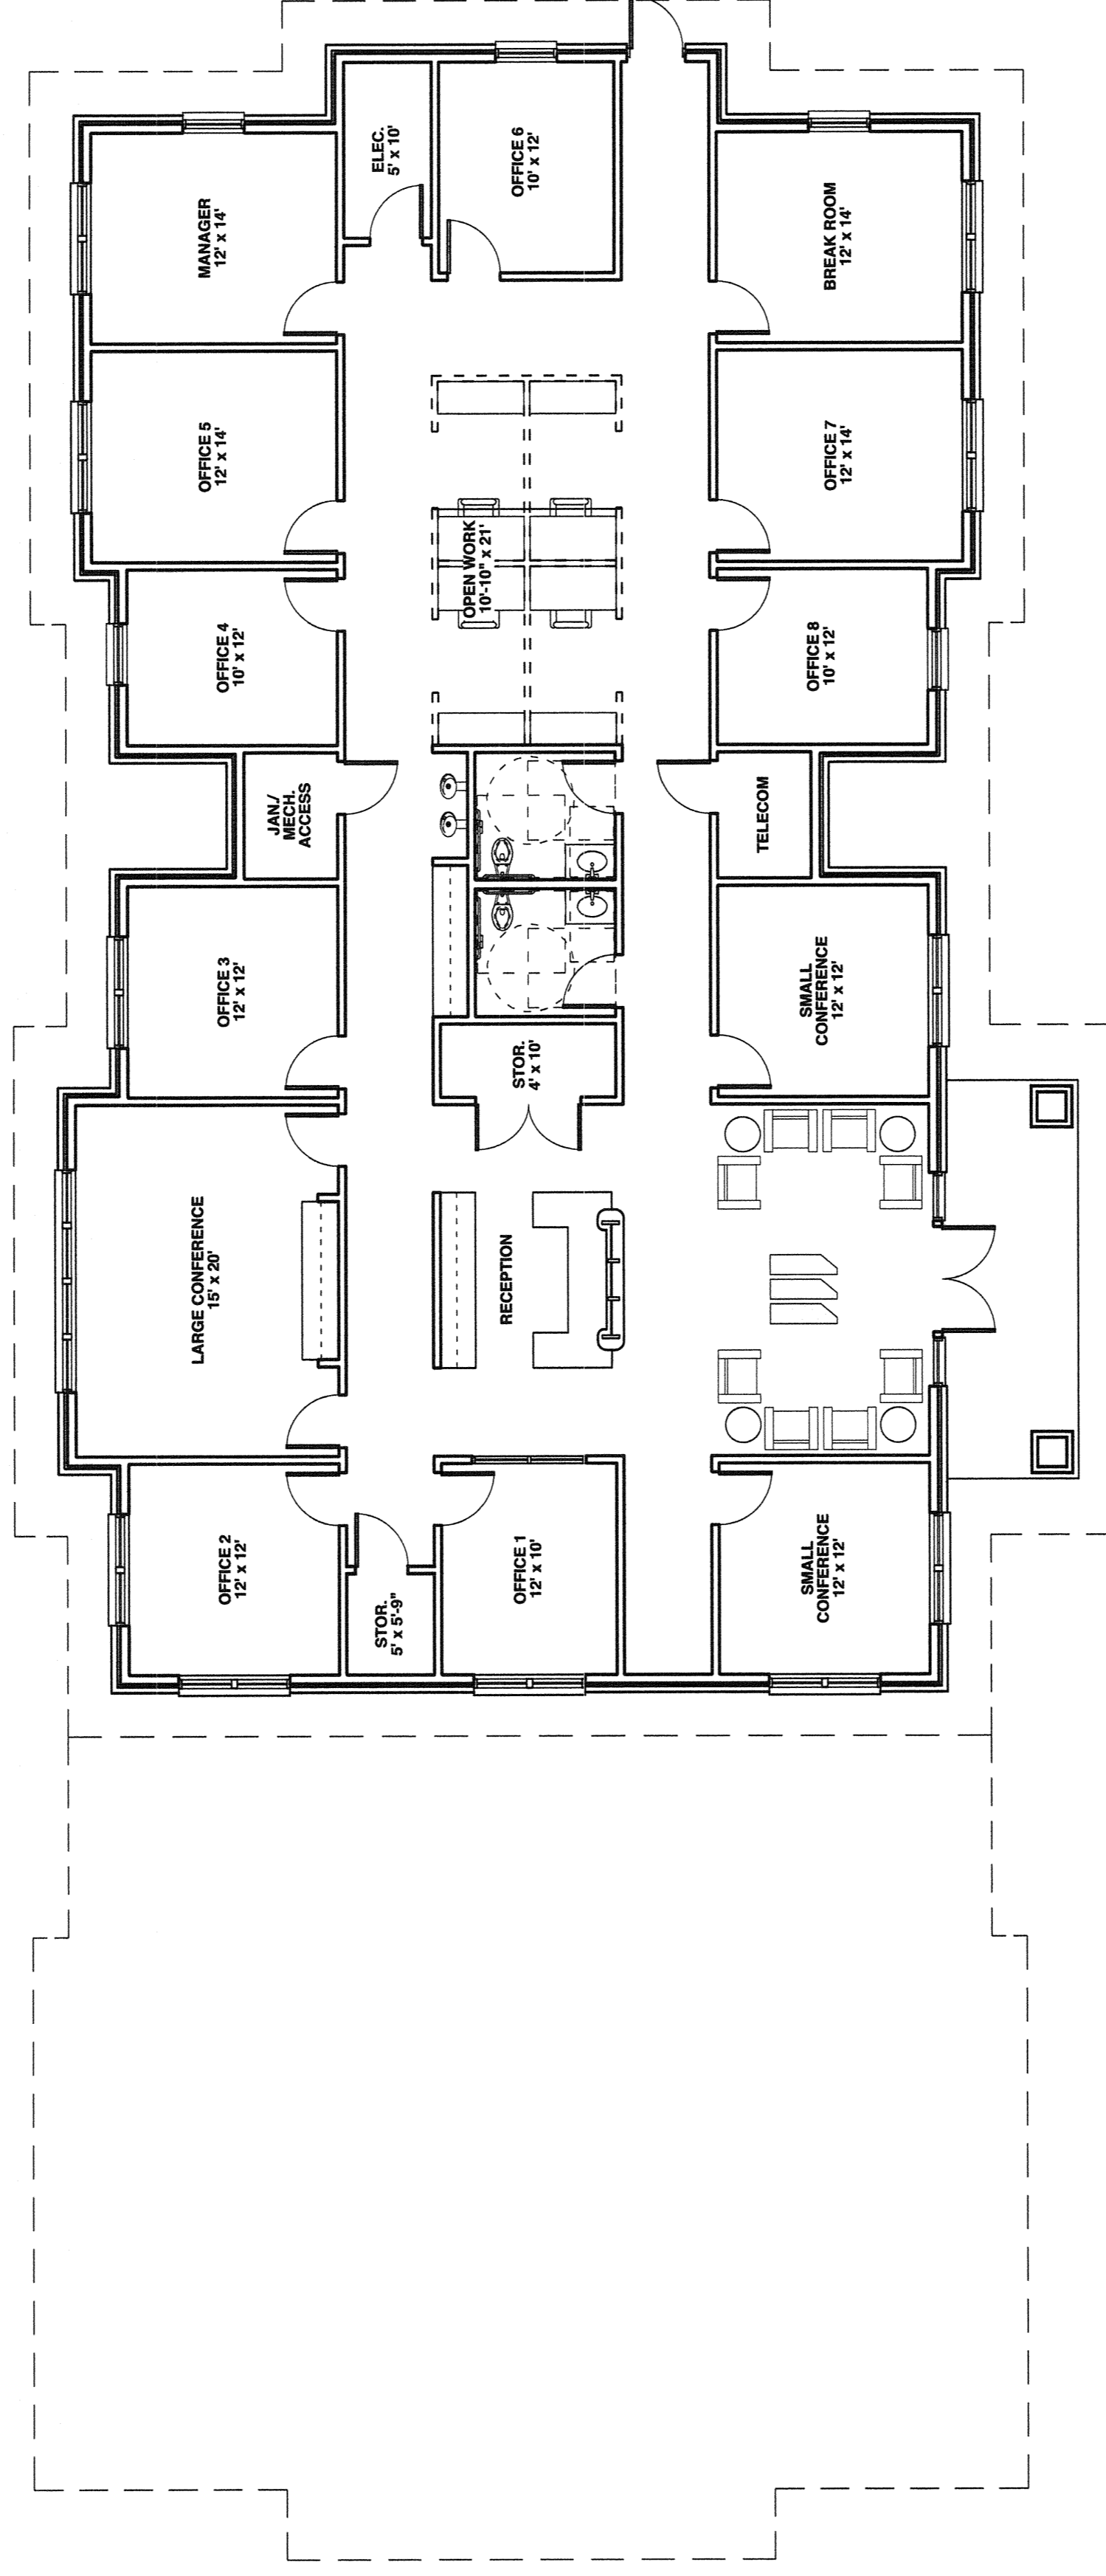 ELEC.
5' x 10'
OFFICE 6
10' x 12'
MANAGER
12' x 14'
BREAK ROOM
12' x 14'
OFFICE 5
12' x 14'
OFFICE 7
12' x 14'
OPEN WORK
10'-10" x 21'
OFFICE 4
10' x 12'
OFFICE 8
10' x 12'
JAN./
MECH.
ACCESS
TELECOM
OFFICE 3
12' x 12'
SMALL
CONFERENCE
12' x 12'
STOR.
4' x 10'
LARGE CONFERENCE
15' x 20'
RECEPTION
OFFICE 2
12' x 12'
STOR.
5' x 5'-9"
OFFICE 1
12' x 10'
SMALL
CONFERENCE
12' x 12'